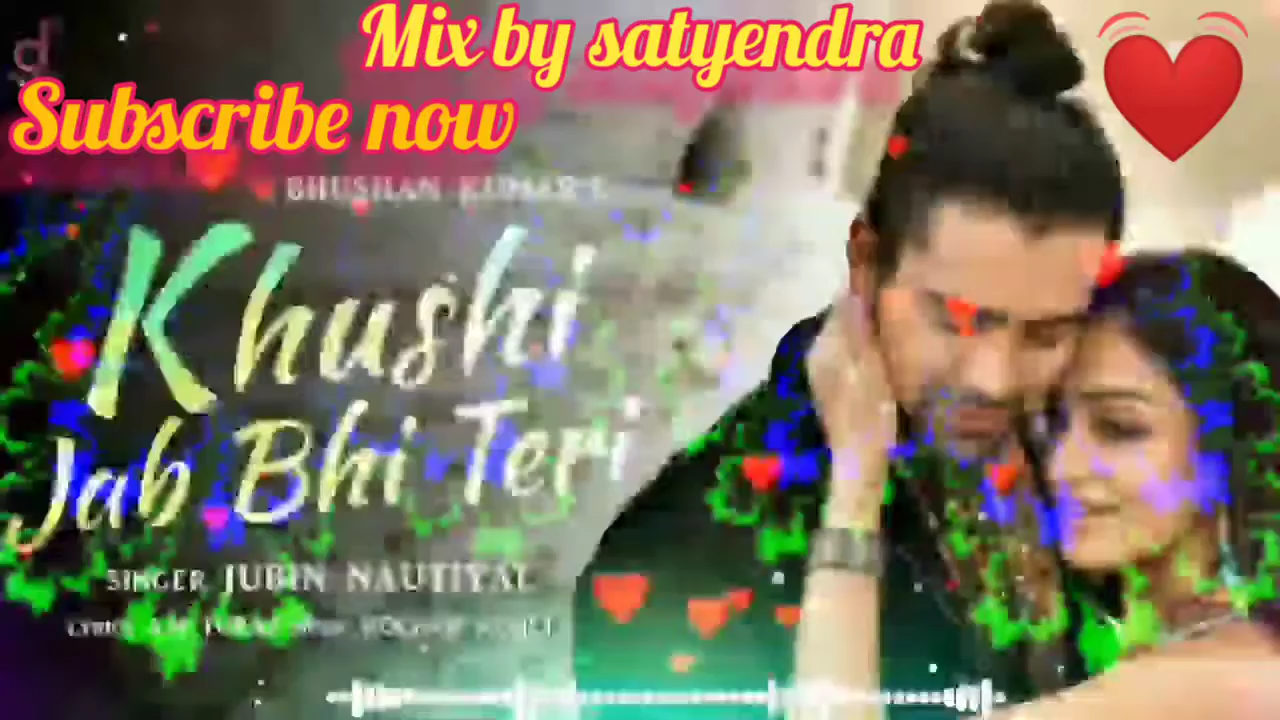 Mix by satyendra
Subscribe now
BHUSHAN KUMAR'S
Khushi
Jab Bhi Teri
SINGER JUBIN NAUTIYAL